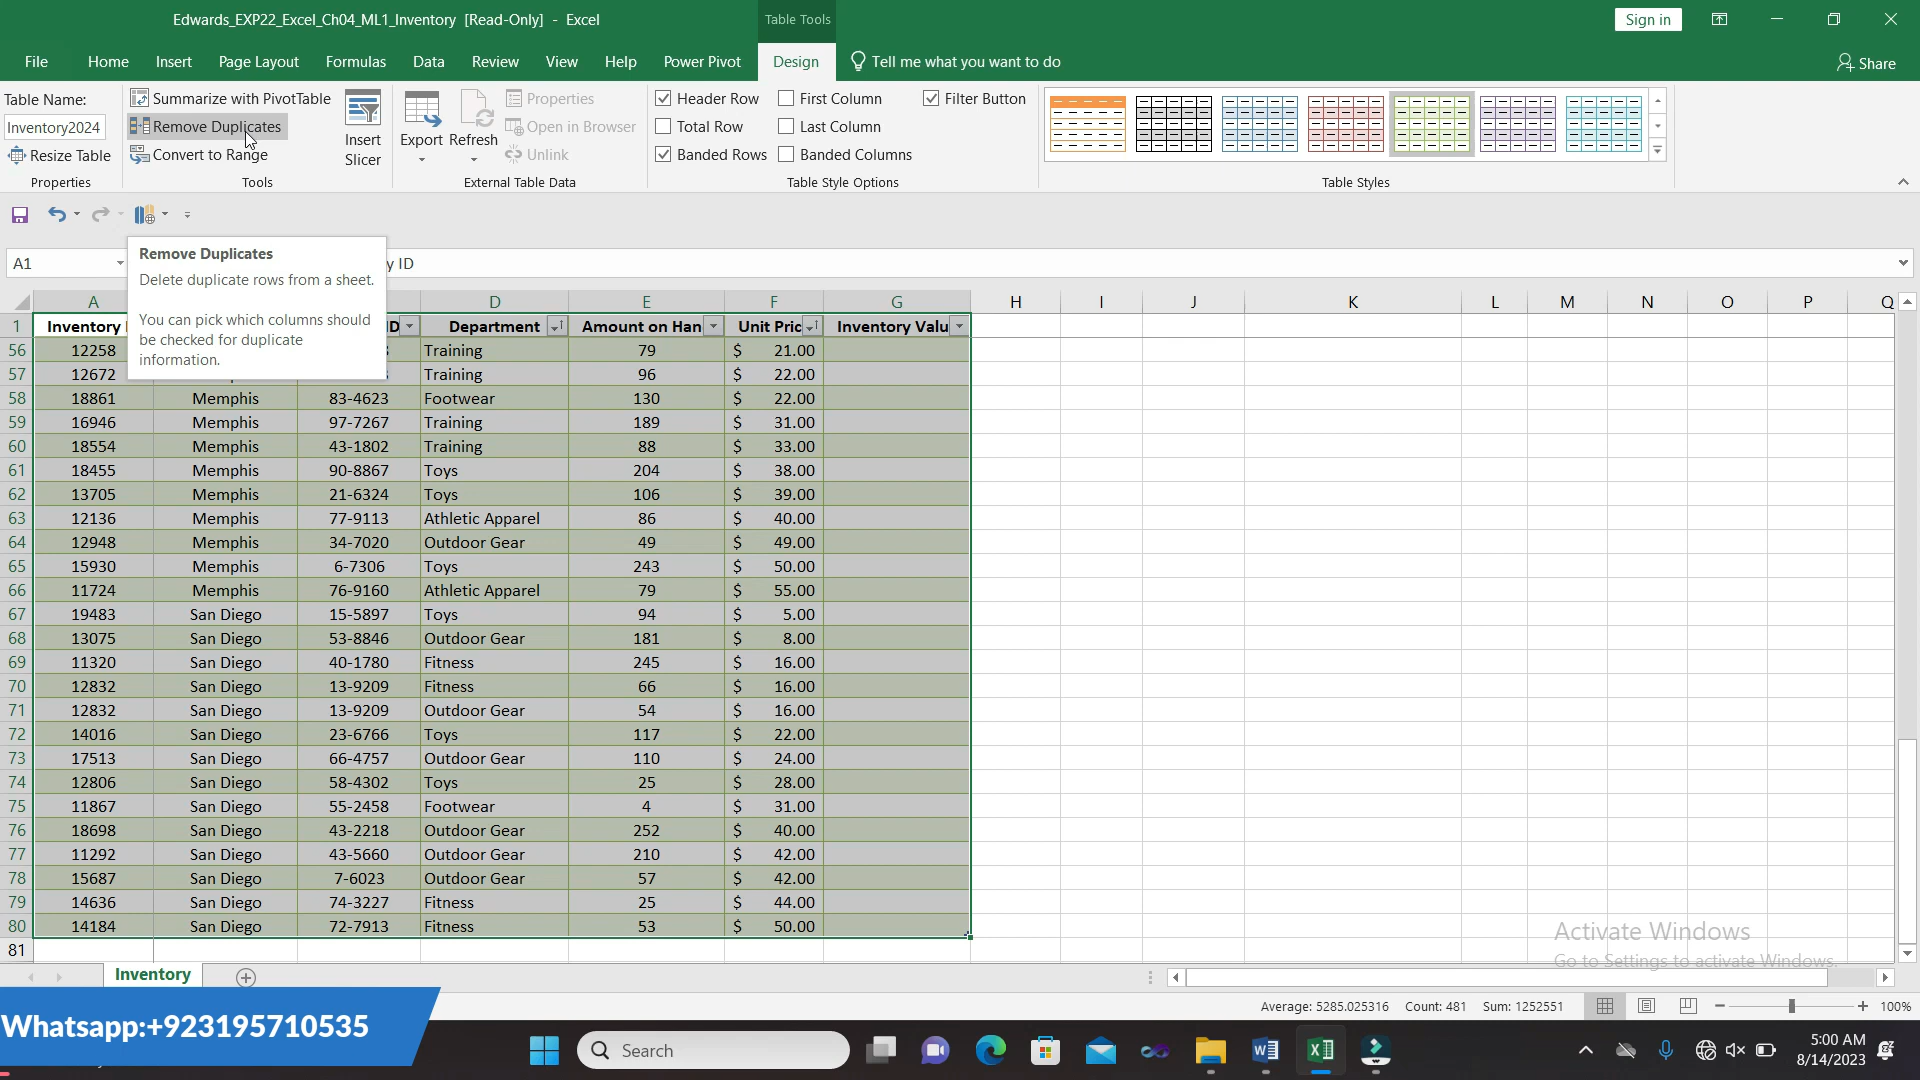 Edwards_EXP22_Excel_Ch04_ML1_Inventory [Read-Only] - Excel
Table Tools
Sign in
File Home Insert Page Layout Formulas Data Review View Help Power Pivot Design Tell me what you want to do Share
Table Name:
Inventory2024
Resize Table
Properties
Summarize with PivotTable
Remove Duplicates
Convert to Range
Tools
Insert
Slicer
Export
Refresh
Properties
Open in Browser
Unlink
External Table Data
Header Row First Column Filter Button
Total Row Last Column
Banded Rows Banded Columns
Table Style Options
Table Styles
A1
y ID
Remove Duplicates
Delete duplicate rows from a sheet.
You can pick which columns should
be checked for duplicate
information.
A D E F G H I J K L M N O P Q
1 Inventory D Department Amount on Han Unit Pric Inventory Valu
56 12258 Training 79 $ 21.00
57 12672 Training 96 $ 22.00
58 18861 Memphis 83-4623 Footwear 130 $ 22.00
59 16946 Memphis 97-7267 Training 189 $ 31.00
60 18554 Memphis 43-1802 Training 88 $ 33.00
61 18455 Memphis 90-8867 Toys 204 $ 38.00
62 13705 Memphis 21-6324 Toys 106 $ 39.00
63 12136 Memphis 77-9113 Athletic Apparel 86 $ 40.00
64 12948 Memphis 34-7020 Outdoor Gear 49 $ 49.00
65 15930 Memphis 6-7306 Toys 243 $ 50.00
66 11724 Memphis 76-9160 Athletic Apparel 79 $ 55.00
67 19483 San Diego 15-5897 Toys 94 $ 5.00
68 13075 San Diego 53-8846 Outdoor Gear 181 $ 8.00
69 11320 San Diego 40-1780 Fitness 245 $ 16.00
70 12832 San Diego 13-9209 Fitness 66 $ 16.00
71 12832 San Diego 13-9209 Outdoor Gear 54 $ 16.00
72 14016 San Diego 23-6766 Toys 117 $ 22.00
73 17513 San Diego 66-4757 Outdoor Gear 110 $ 24.00
74 12806 San Diego 58-4302 Toys 25 $ 28.00
75 11867 San Diego 55-2458 Footwear 4 $ 31.00
76 18698 San Diego 43-2218 Outdoor Gear 252 $ 40.00
77 11292 San Diego 43-5660 Outdoor Gear 210 $ 42.00
78 15687 San Diego 7-6023 Outdoor Gear 57 $ 42.00
79 14636 San Diego 74-3227 Fitness 25 $ 44.00
80 14184 San Diego 72-7913 Fitness 53 $ 50.00
81
Activate Windows
Go to Settings to activate Windows.
Inventory
Average: 5285.025316 Count: 481 Sum: 1252551 100%
Whatsapp:+923195710535
Search
5:00 AM
8/14/2023